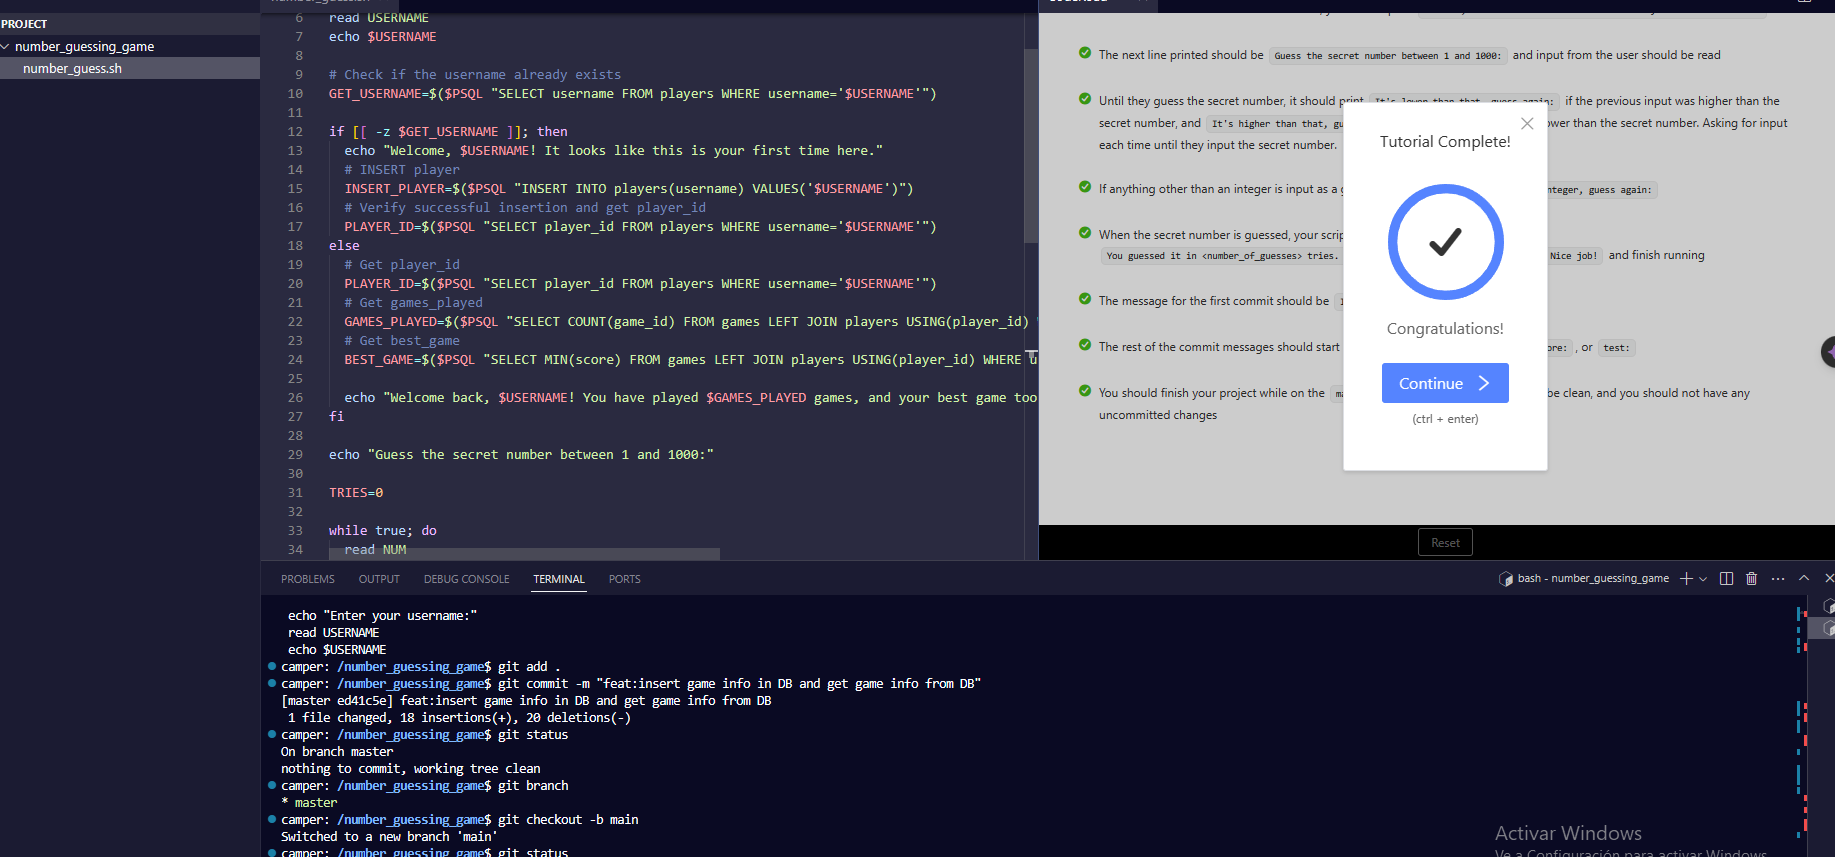 PROJECT
number_guessing_game
number_guess.sh
6 read USERNAME
7 echo $USERNAME
8
9 # Check if the username already exists
10 GET_USERNAME=$($PSQL "SELECT username FROM players WHERE username='$USERNAME'")
11
12 if [[ -z $GET_USERNAME ]]; then
13 echo "Welcome, $USERNAME! It looks like this is your first time here."
14 # INSERT player
15 INSERT_PLAYER=$($PSQL "INSERT INTO players(username) VALUES('$USERNAME')")
16 # Verify successful insertion and get player_id
17 PLAYER_ID=$($PSQL "SELECT player_id FROM players WHERE username='$USERNAME'")
18 else
19 # Get player_id
20 PLAYER_ID=$($PSQL "SELECT player_id FROM players WHERE username='$USERNAME'")
21 # Get games_played
22 GAMES_PLAYED=$($PSQL "SELECT COUNT(game_id) FROM games LEFT JOIN players USING(player_id)
23 # Get best_game
24 BEST_GAME=$($PSQL "SELECT MIN(score) FROM games LEFT JOIN players USING(player_id) WHERE u
25
26 echo "Welcome back, $USERNAME! You have played $GAMES_PLAYED games, and your best game too
27 fi
28
29 echo "Guess the secret number between 1 and 1000:"
30
31 TRIES=0
32
33 while true; do
34 read NUM
The next line printed should be Guess the secret number between 1 and 1000: and input from the user should be read
Until they guess the secret number, it should print It's lower than that, guess again: if the previous input was higher than the
secret number, and It's higher than that, gu ower than the secret number. Asking for input
each time until they input the secret number.
If anything other than an integer is input as a g nteger, guess again:
When the secret number is guessed, your scrip
You guessed it in <number_of_guesses> tries. Nice job! and finish running
The message for the first commit should be
The rest of the commit messages should start ore: , or test:
You should finish your project while on the ma be clean, and you should not have any
uncommitted changes
Tutorial Complete!
Congratulations!
Continue
(ctrl + enter)
Reset
PROBLEMS OUTPUT DEBUG CONSOLE TERMINAL PORTS
bash - number_guessing_game
echo "Enter your username:"
read USERNAME
echo $USERNAME
camper: /number_guessing_game$ git add .
camper: /number_guessing_game$ git commit -m "feat:insert game info in DB and get game info from DB"
[master ed41c5e] feat:insert game info in DB and get game info from DB
1 file changed, 18 insertions(+), 20 deletions(-)
camper: /number_guessing_game$ git status
On branch master
nothing to commit, working tree clean
camper: /number_guessing_game$ git branch
* master
camper: /number_guessing_game$ git checkout -b main
Switched to a new branch 'main'
camper: /number_guessing_game$ git status
Activar Windows
Ve a Configuración para activar Windows